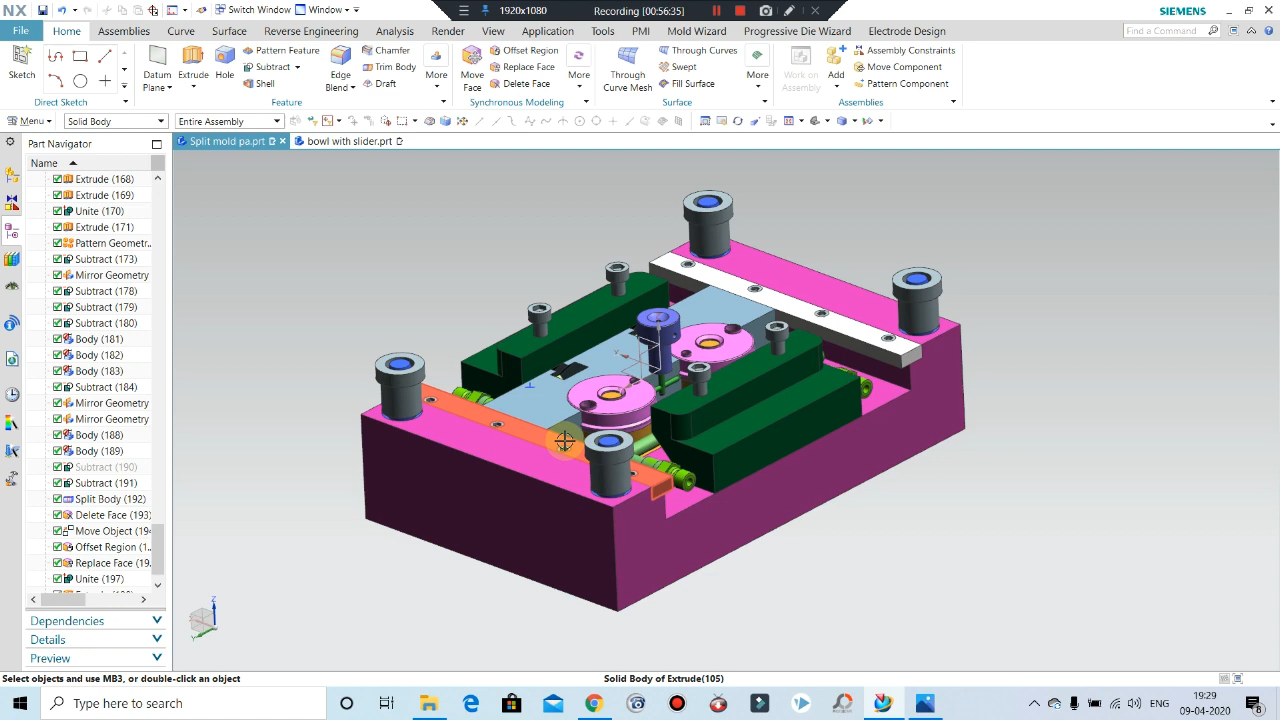 NX
Switch Window
Window
1920x1080
Recording [00:56:35]
SIEMENS
File
Home
Assemblies
Curve
Surface
Reverse Engineering
Analysis
Render
View
Application
Tools
PMI
Mold Wizard
Progressive Die Wizard
Electrode Design
Find a Command
Sketch
Direct Sketch
Datum Plane
Extrude
Hole
Pattern Feature
Subtract
Shell
Edge Blend
Chamfer
Trim Body
Draft
More
Feature
Move Face
Offset Region
Replace Face
Delete Face
More
Synchronous Modeling
Through Curve Mesh
Through Curves
Swept
Fill Surface
More
Surface
Work on Assembly
Add
Assembly Constraints
Move Component
Pattern Component
Assemblies
Menu
Solid Body
Entire Assembly
Part Navigator
Split mold pa.prt
bowl with slider.prt
Name
Extrude (168)
Extrude (169)
Unite (170)
Extrude (171)
Pattern Geometr..
Subtract (173)
Mirror Geometry
Subtract (178)
Subtract (179)
Subtract (180)
Body (181)
Body (182)
Body (183)
Subtract (184)
Mirror Geometry
Mirror Geometry
Body (188)
Body (189)
Subtract (190)
Subtract (191)
Split Body (192)
Delete Face (193)
Move Object (194
Offset Region (1..
Replace Face (19.
Unite (197)
Dependencies
Details
Preview
Z
Y
Select objects and use MB3, or double-click an object
Solid Body of Extrude(105)
Type here to search
ENG
19:29
09-04-2020